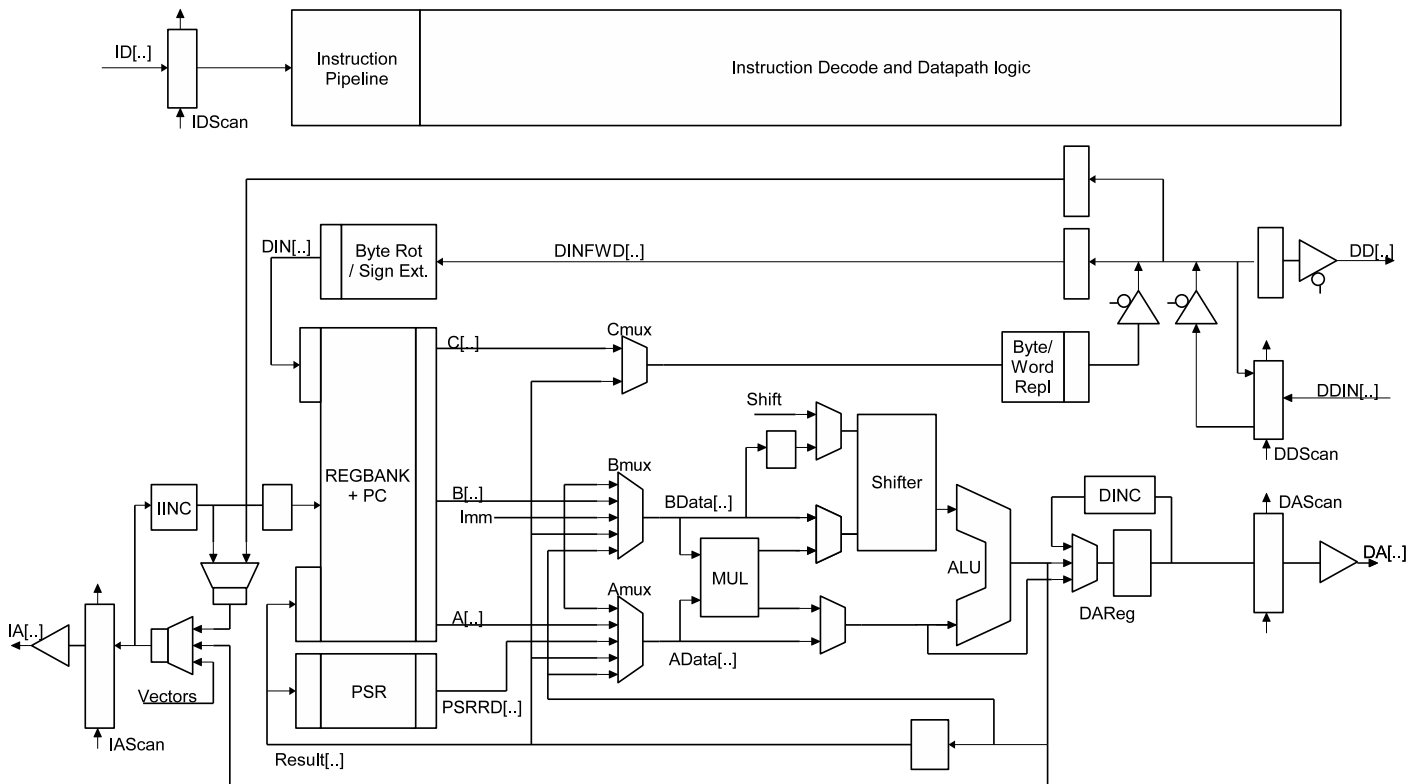 ID[..]
Instruction
Pipeline
Instruction Decode and Datapath logic
IDScan
DIN[..]
Byte Rot
/ Sign Ext.
DINFWD[..]
DD[..]
C[..]
Cmux
Byte/
Word
Repl
DDIN[..]
DDScan
Shift
REGBANK
+ PC
Bmux
B[..]
Imm
BData[..]
Shifter
IINC
DINC
DAScan
MUL
ALU
DA[..]
Amux
DAReg
A[..]
IA[..]
AData[..]
Vectors
PSR
PSRRD[..]
IAScan
Result[..]